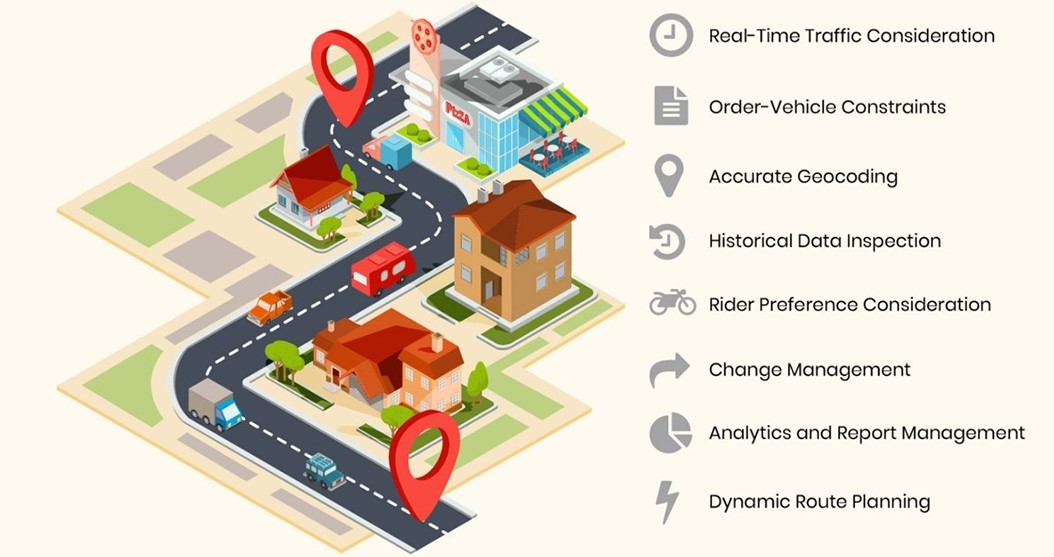 PIZZA
Real-Time Traffic Consideration
Order-Vehicle Constraints
Accurate Geocoding
Historical Data Inspection
Rider Preference Consideration
Change Management
Analytics and Report Management
Dynamic Route Planning